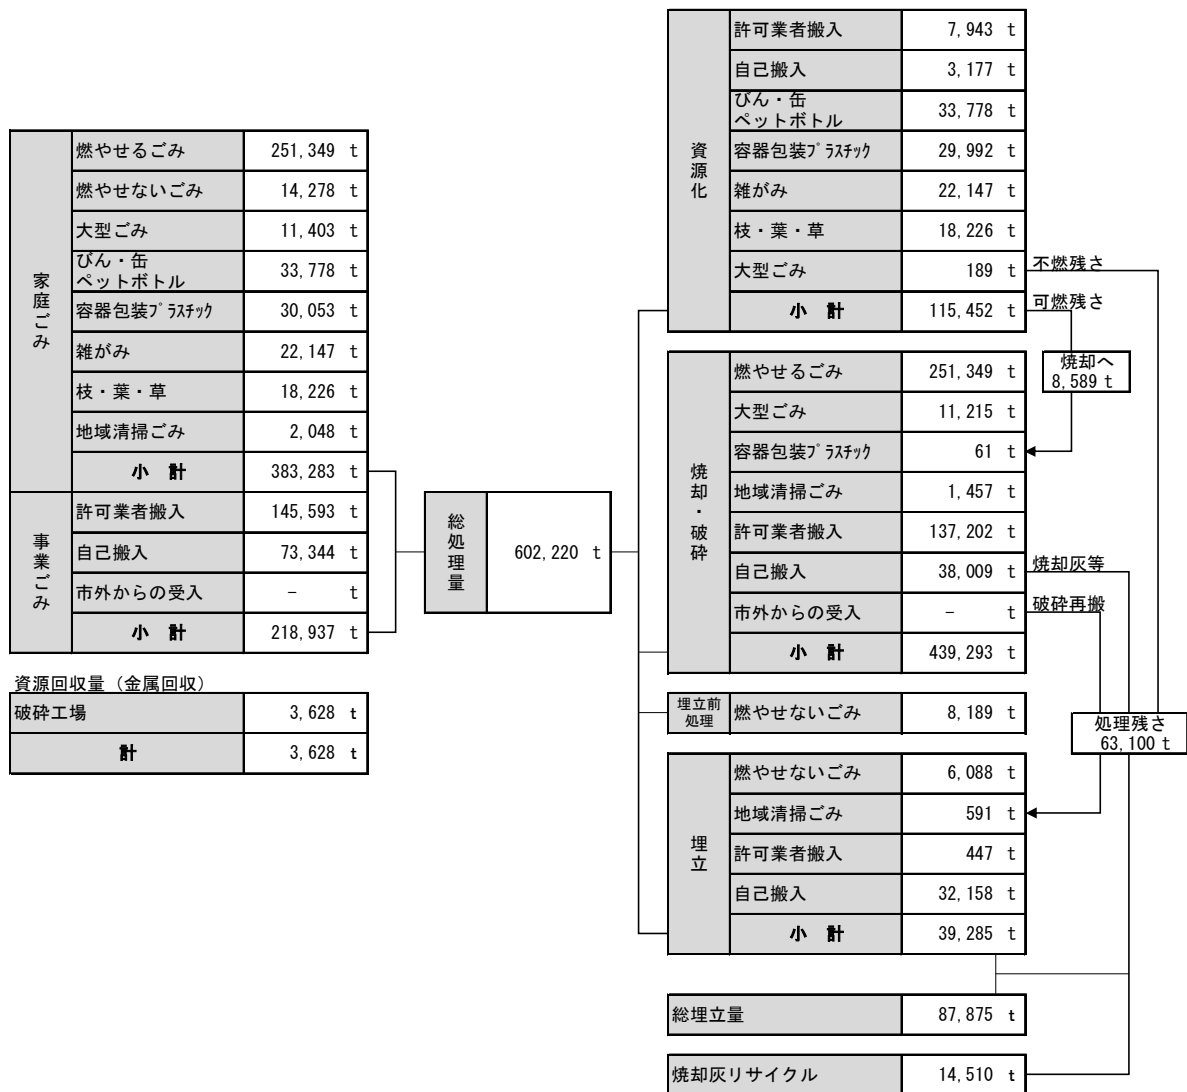 家庭ごみ
燃やせるごみ 251,349 t
燃やせないごみ 14,278 t
大型ごみ 11,403 t
びん・缶
ペットボトル 33,778 t
容器包装プラスチック 30,053 t
雑がみ 22,147 t
枝・葉・草 18,226 t
地域清掃ごみ 2,048 t
小 計 383,283 t
事業ごみ
許可業者搬入 145,593 t
自己搬入 73,344 t
市外からの受入 - t
小 計 218,937 t
資源回収量(金属回収)
破砕工場 3,628 t
計 3,628 t
総処理量 602,220 t
資源化
許可業者搬入 7,943 t
自己搬入 3,177 t
びん・缶
ペットボトル 33,778 t
容器包装プラスチック 29,992 t
雑がみ 22,147 t
枝・葉・草 18,226 t
大型ごみ 189 t
小 計 115,452 t
不燃残さ
可燃残さ
焼却へ
8,589 t
焼却・破砕
燃やせるごみ 251,349 t
大型ごみ 11,215 t
容器包装プラスチック 61 t
地域清掃ごみ 1,457 t
許可業者搬入 137,202 t
自己搬入 38,009 t
市外からの受入 - t
小 計 439,293 t
焼却灰等
破砕再搬
埋立前
処理
燃やせないごみ 8,189 t
処理残さ
63,100 t
埋立
燃やせないごみ 6,088 t
地域清掃ごみ 591 t
許可業者搬入 447 t
自己搬入 32,158 t
小 計 39,285 t
総埋立量 87,875 t
焼却灰リサイクル 14,510 t